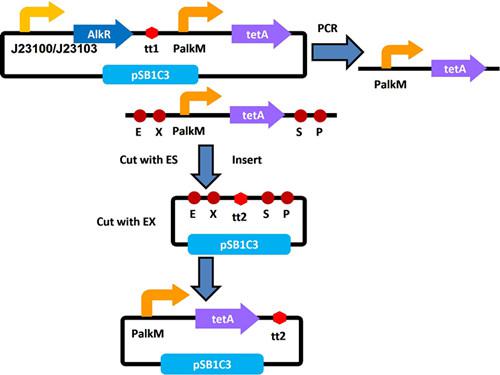 AlkR
tetA
PCR
J23100/J23103
tt1
PalkM
pSB1C3
tetA
PalkM
tetA
E
X
PalkM
S
P
Cut with ES
Insert
Cut with EX
E
X
tt2
S
P
pSB1C3
tetA
PalkM
tt2
pSB1C3